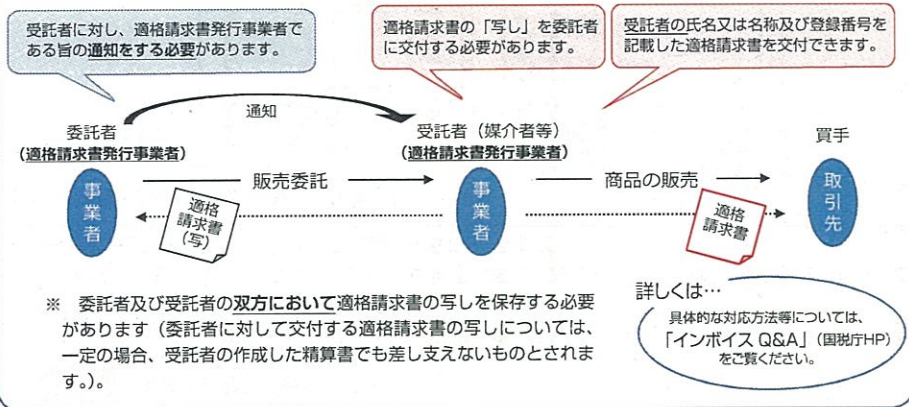 受託者に対し、適格請求書発行事業者で
ある旨の通知をする必要があります。
適格請求書の「写し」を委託者
に交付する必要があります。
受託者の氏名又は名称及び登録番号を
記載した適格請求書を交付できます。
通知
委託者
(適格請求書発行事業者)
受託者（媒介者等）
(適格請求書発行事業者)
買手
事業者
販売委託
適格
請求書
(写)
事業者
商品の販売
適格
請求書
取引先
※　委託者及び受託者の双方において適格請求書の写しを保存する必要
があります（委託者に対して交付する適格請求書の写しについては、
一定の場合、受託者の作成した精算書でも差し支えないものとされま
す。）。
詳しくは…
具体的な対応方法等については、
「インボイス Q&A」（国税庁HP）
をご覧ください。